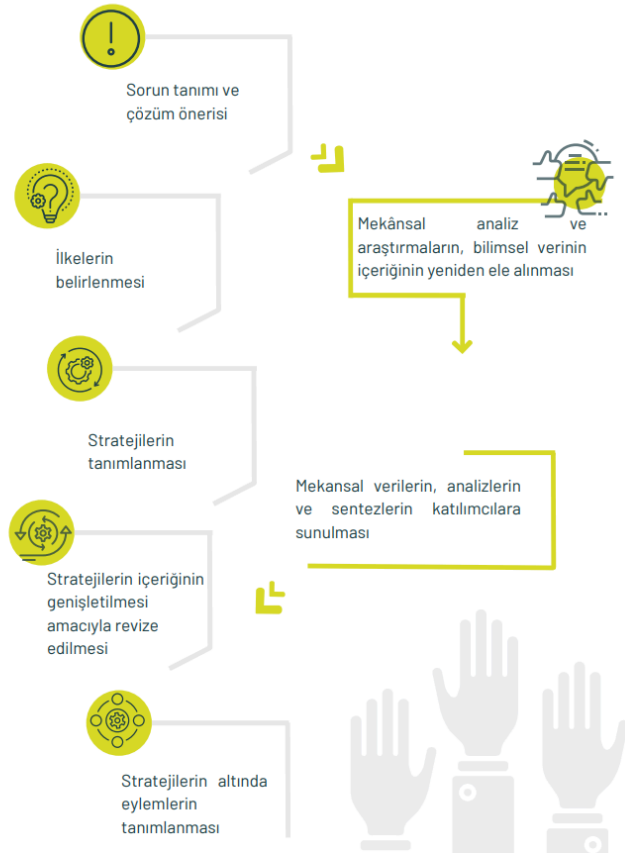 Sorun tanımı ve
çözüm önerisi
İlkelerin
belirlenmesi
Mekânsal analiz ve
araştırmaların, bilimsel verinin
içeriğinin yeniden ele alınması
Stratejilerin
tanımlanması
Mekansal verilerin, analizlerin
ve sentezlerin katılımcılara
sunulması
Stratejilerin içeriğinin
genişletilmesi
amacıyla revize
edilmesi
Stratejilerin altında
eylemlerin
tanımlanması